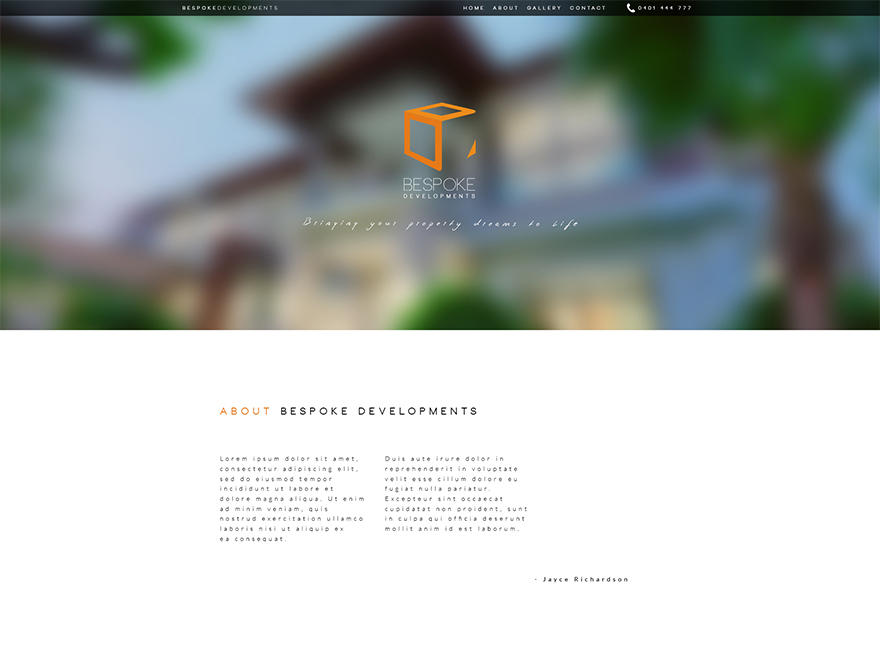 BESPOKEDEVELOPMENTS
HOME ABOUT GALLERY CONTACT 0401 444 777
BESPOKE
DEVELOPMENTS
Bringing your property dreams to life
ABOUT BESPOKE DEVELOPMENTS
Lorem ipsum dolor sit amet,
consectetur adipiscing elit,
sed do eiusmod tempor
incididunt ut labore et
dolore magna aliqua. Ut enim
ad minim veniam, quis
nostrud exercitation ullamco
laboris nisi ut aliquip ex
ea consequat.
Duis aute irure dolor in
reprehenderit in voluptate
velit esse cillum dolore eu
fugiat nulla pariatur.
Excepteur sint occaecat
cupidatat non proident, sunt
in culpa qui officia deserunt
mollit anim id est laborum.
- Jayce Richardson